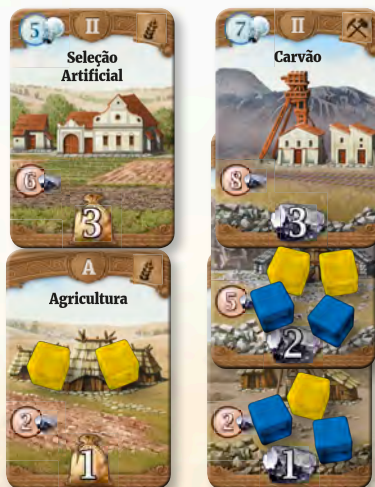 5 II
Seleção
Artificial
6
3
7 II
Carvão
8
3
A
Agricultura
2
1
5
2
2
1